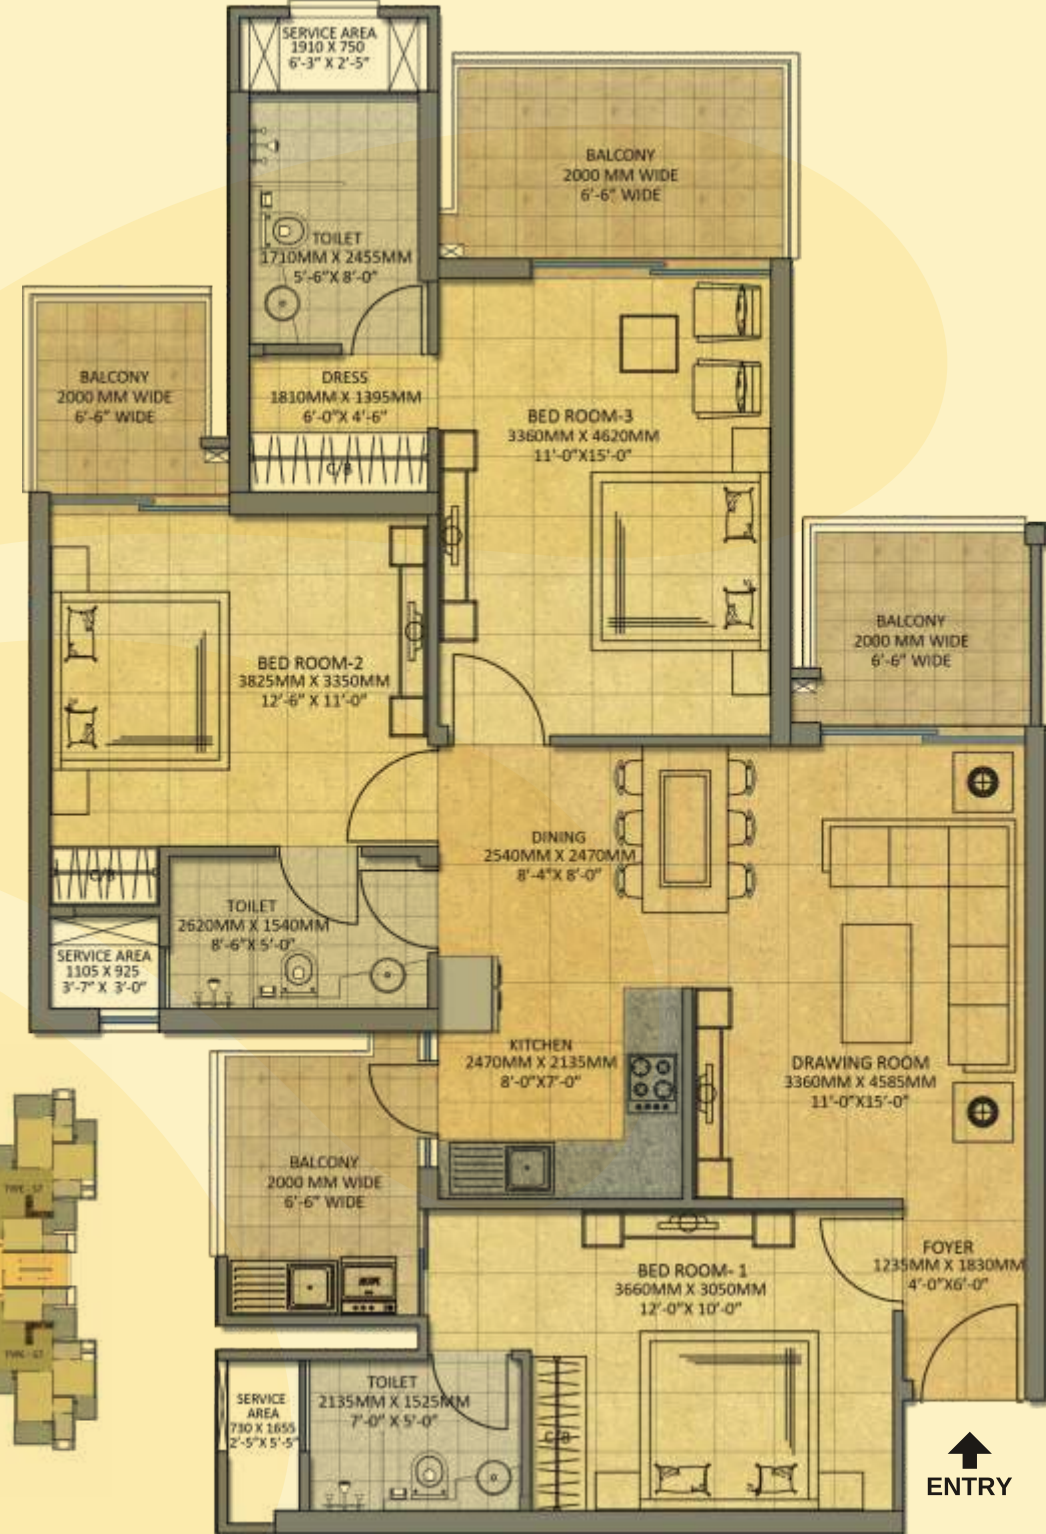 SERVICE AREA
1910 X 750
6'-3" X 2'-5"
BALCONY
2000 MM WIDE
6'-6" WIDE
TOILET
1710MM X 2455MM
5'-6"X 8'-0"
BALCONY
2000 MM WIDE
6'-6" WIDE
DRESS
1810MM X 1395MM
6'-0"X 4'-6"
C/B
BED ROOM-3
3360MM X 4620MM
11'-0"X15'-0"
BED ROOM-2
3825MM X 3350MM
12'-6" X 11'-0"
BALCONY
2000 MM WIDE
6'-6" WIDE
DINING
2540MM X 2470MM
8'-4"X 8'-0"
C/B
TOILET
2620MM X 1540MM
8'-6"X 5'-0"
SERVICE AREA
1105 X 925
3'-7" X 3'-0"
KITCHEN
2470MM X 2135MM
8'-0"X7'-0"
DRAWING ROOM
3360MM X 4585MM
11'-0"X15'-0"
BALCONY
2000 MM WIDE
6'-6" WIDE
FOYER
1235MM X 1830MM
4'-0"X6'-0"
BED ROOM- 1
3660MM X 3050MM
12'-0"X 10'-0"
TOILET
2135MM X 1525MM
7'-0" X 5'-0"
SERVICE
AREA
730 X 1655
2'-5"X 5'-5"
C/B
ENTRY